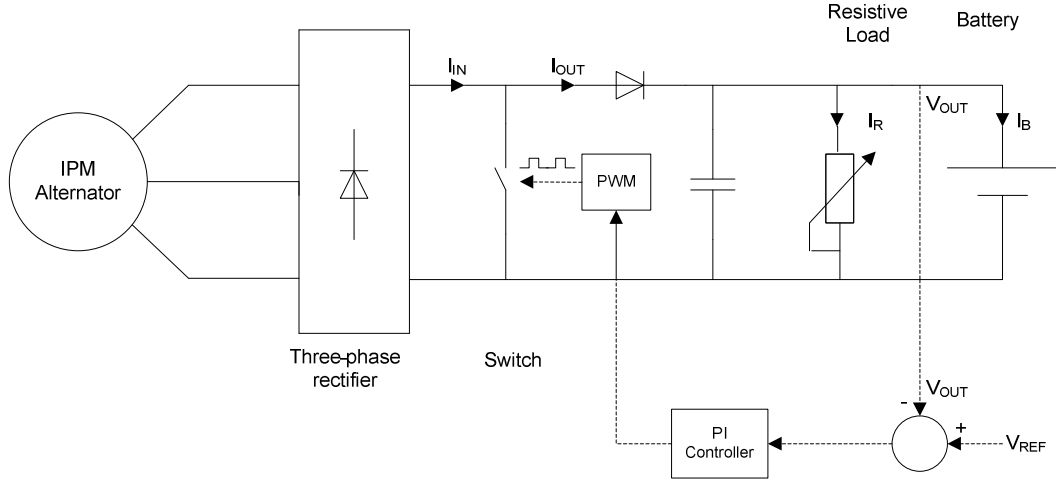 Resistive
Load
Battery
I_IN
I_OUT
V_OUT
I_R
I_B
IPM
Alternator
PWM
Three-phase
rectifier
Switch
V_OUT
-
+
V_REF
PI
Controller